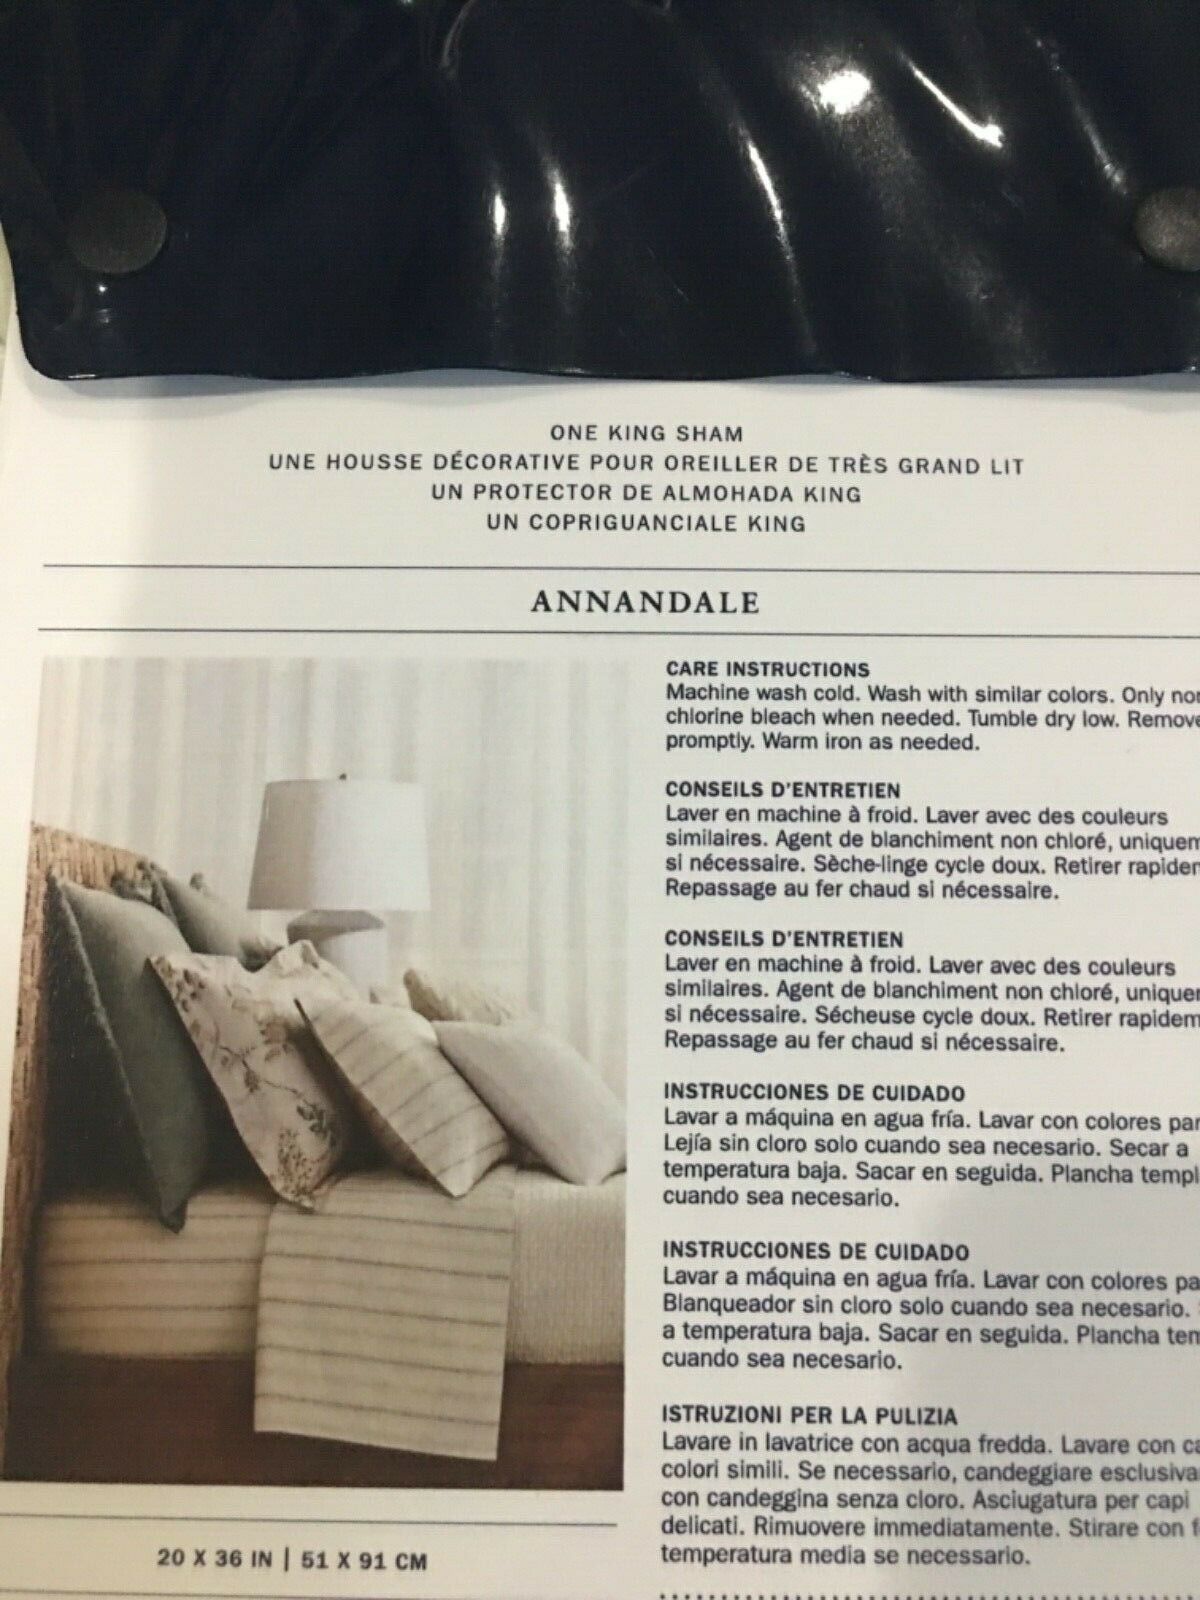 ONE KING SHAM
UNE HOUSSE DÉCORATIVE POUR OREILLER DE TRÈS GRAND LIT
UN PROTECTOR DE ALMOHADA KING
UN COPRIGUANCIALE KING
ANNANDALE
CARE INSTRUCTIONS
Machine wash cold. Wash with similar colors. Only
chlorine bleach when needed. Tumble dry low. Remove
promptly. Warm iron as needed.
CONSEILS D'ENTRETIEN
Laver en machine à froid. Laver avec des couleurs
similaires. Agent de blanchiment non chloré,
si nécessaire. Sèche-linge cycle doux. Retirer
Repassage au fer chaud si nécessaire.
CONSEILS D'ENTRETIEN
Laver en machine à froid. Laver avec des couleurs
similaires. Agent de blanchiment non chloré,
si nécessaire. Sécheuse cycle doux. Retirer
Repassage au fer chaud si nécessaire.
INSTRUCCIONES DE CUIDADO
Lavar a máquina en agua fría. Lavar con colores
Lejía sin cloro solo cuando sea necesario. Secar a
temperatura baja. Sacar en seguida. Plancha
cuando sea necesario.
INSTRUCCIONES DE CUIDADO
Lavar a máquina en agua fría. Lavar con colores
Blanqueador sin cloro solo cuando sea necesario.
a temperatura baja. Sacar en seguida. Plancha
cuando sea necesario.
ISTRUZIONI PER LA PULIZIA
Lavare in lavatrice con acqua fredda. Lavare con
colori simili. Se necessario, candeggiare
con candeggina senza cloro. Asciugatura per capi
delicati. Rimuovere immediatamente. Stirare con
temperatura media se necessario.
20 X 36 IN | 51 X 91 CM